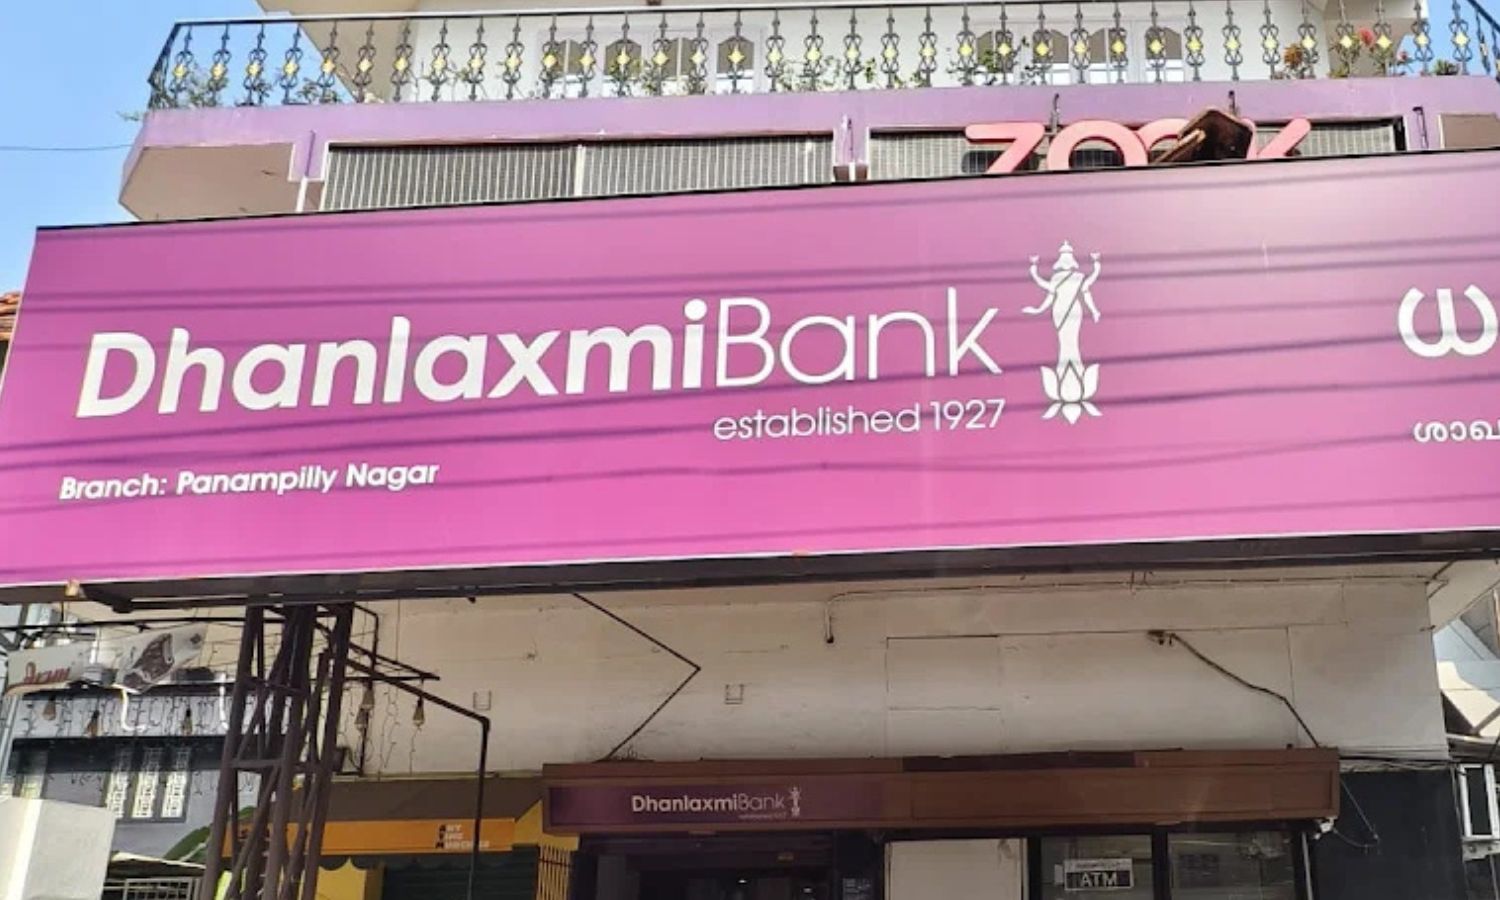 DhanlaxmiBank
established 1927
Branch: Panampilly Nagar
ധ
ശാഖ
DhanlaxmiBank
ATM